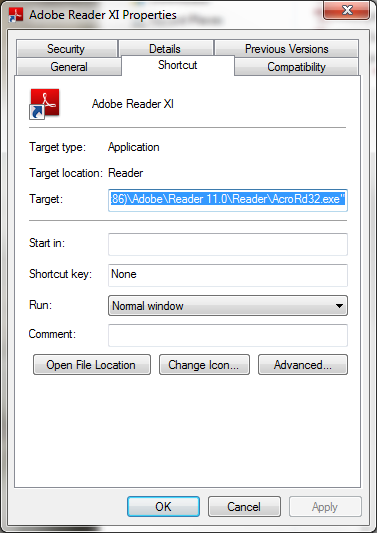 Adobe Reader XI Properties
Security Details Previous Versions
General Shortcut Compatibility
Adobe Reader XI
Target type: Application
Target location: Reader
Target: .86)\Adobe\Reader 11.0\Reader\AcroRd32.exe"
Start in:
Shortcut key: None
Run: Normal window
Comment:
Open File Location Change Icon... Advanced...
OK Cancel Apply